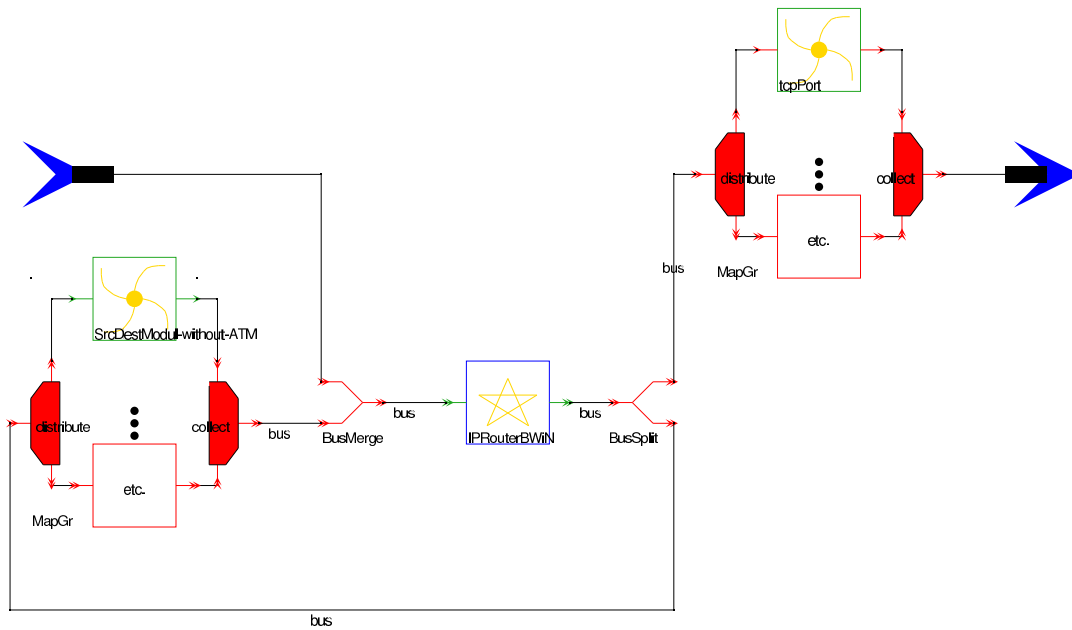 tcpPort
distribute
collect
etc.
bus
MapGr
SrcDestModul-without-ATM
distribute
collect
bus
BusMerge
bus
IPRouterBWiN
bus
BusSplit
etc.
MapGr
bus